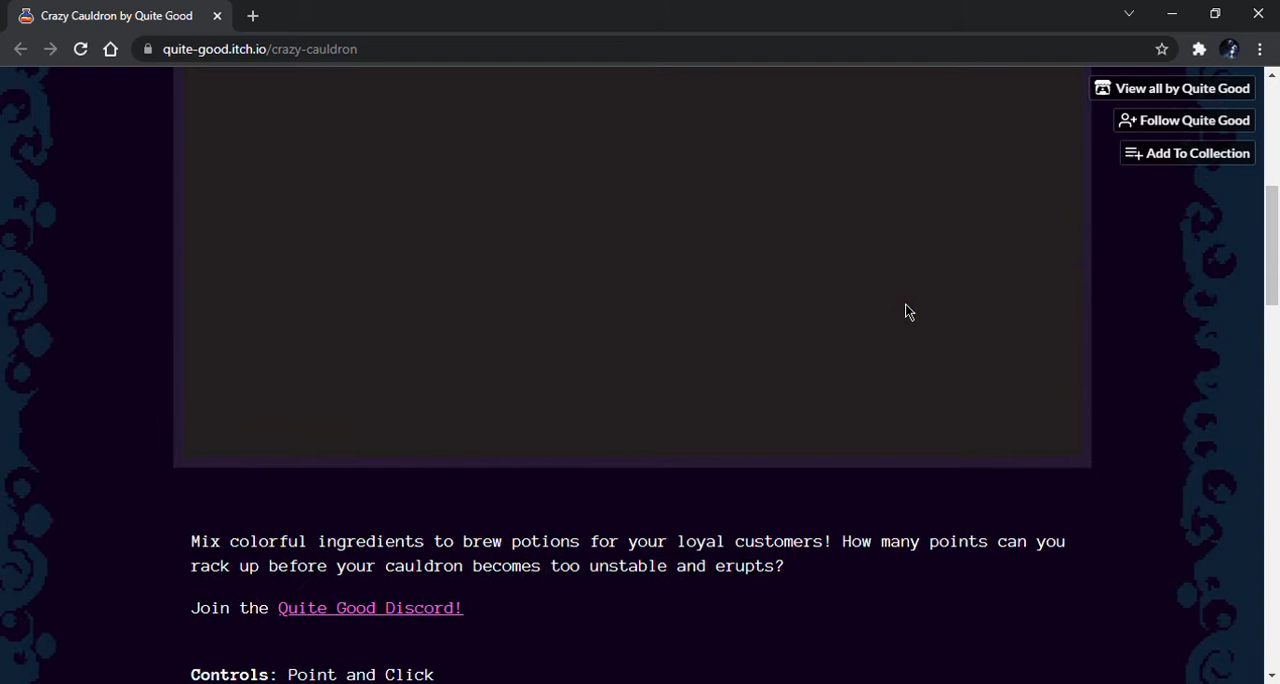 Crazy Cauldron by Quite Good
quite-good.itch.io/crazy-cauldron
View all by Quite Good
Follow Quite Good
Add To Collection
Mix colorful ingredients to brew potions for your loyal customers! How many points can you
rack up before your cauldron becomes too unstable and erupts?
Join the Quite Good Discord!
Controls: Point and Click